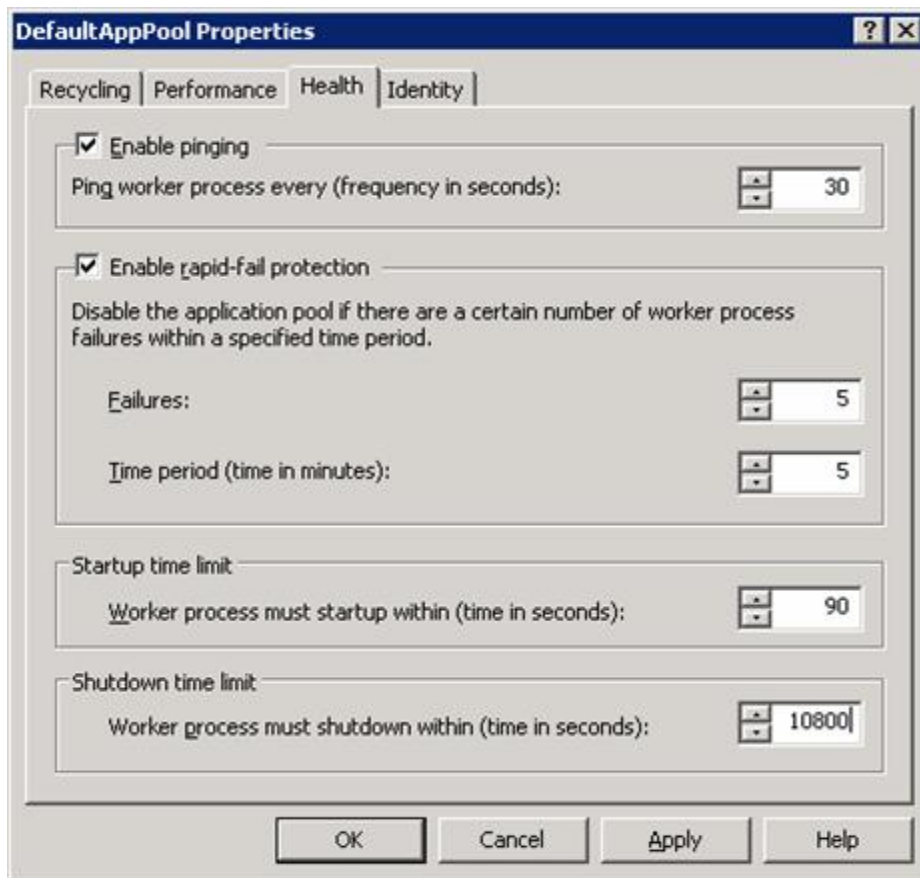 DefaultAppPool Properties
Recycling Performance Health Identity
Enable pinging
Ping worker process every (frequency in seconds): 30
Enable rapid-fail protection
Disable the application pool if there are a certain number of worker process
failures within a specified time period.
Failures: 5
Time period (time in minutes): 5
Startup time limit
Worker process must startup within (time in seconds): 90
Shutdown time limit
Worker process must shutdown within (time in seconds): 10800
OK Cancel Apply Help